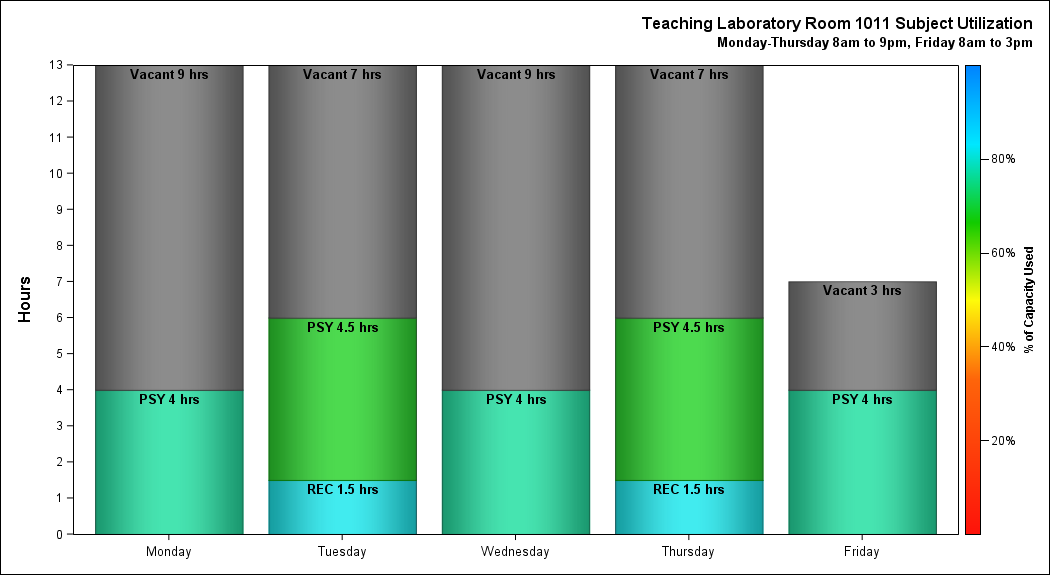 Teaching Laboratory Room 1011 Subject Utilization
Monday-Thursday 8am to 9pm, Friday 8am to 3pm
Hours
13
12
11
10
9
8
7
6
5
4
3
2
1
0
Vacant 9 hrs
PSY 4 hrs
Vacant 7 hrs
PSY 4.5 hrs
REC 1.5 hrs
Vacant 9 hrs
PSY 4 hrs
Vacant 7 hrs
PSY 4.5 hrs
REC 1.5 hrs
Vacant 3 hrs
PSY 4 hrs
Monday
Tuesday
Wednesday
Thursday
Friday
80%
60%
40%
20%
% of Capacity Used